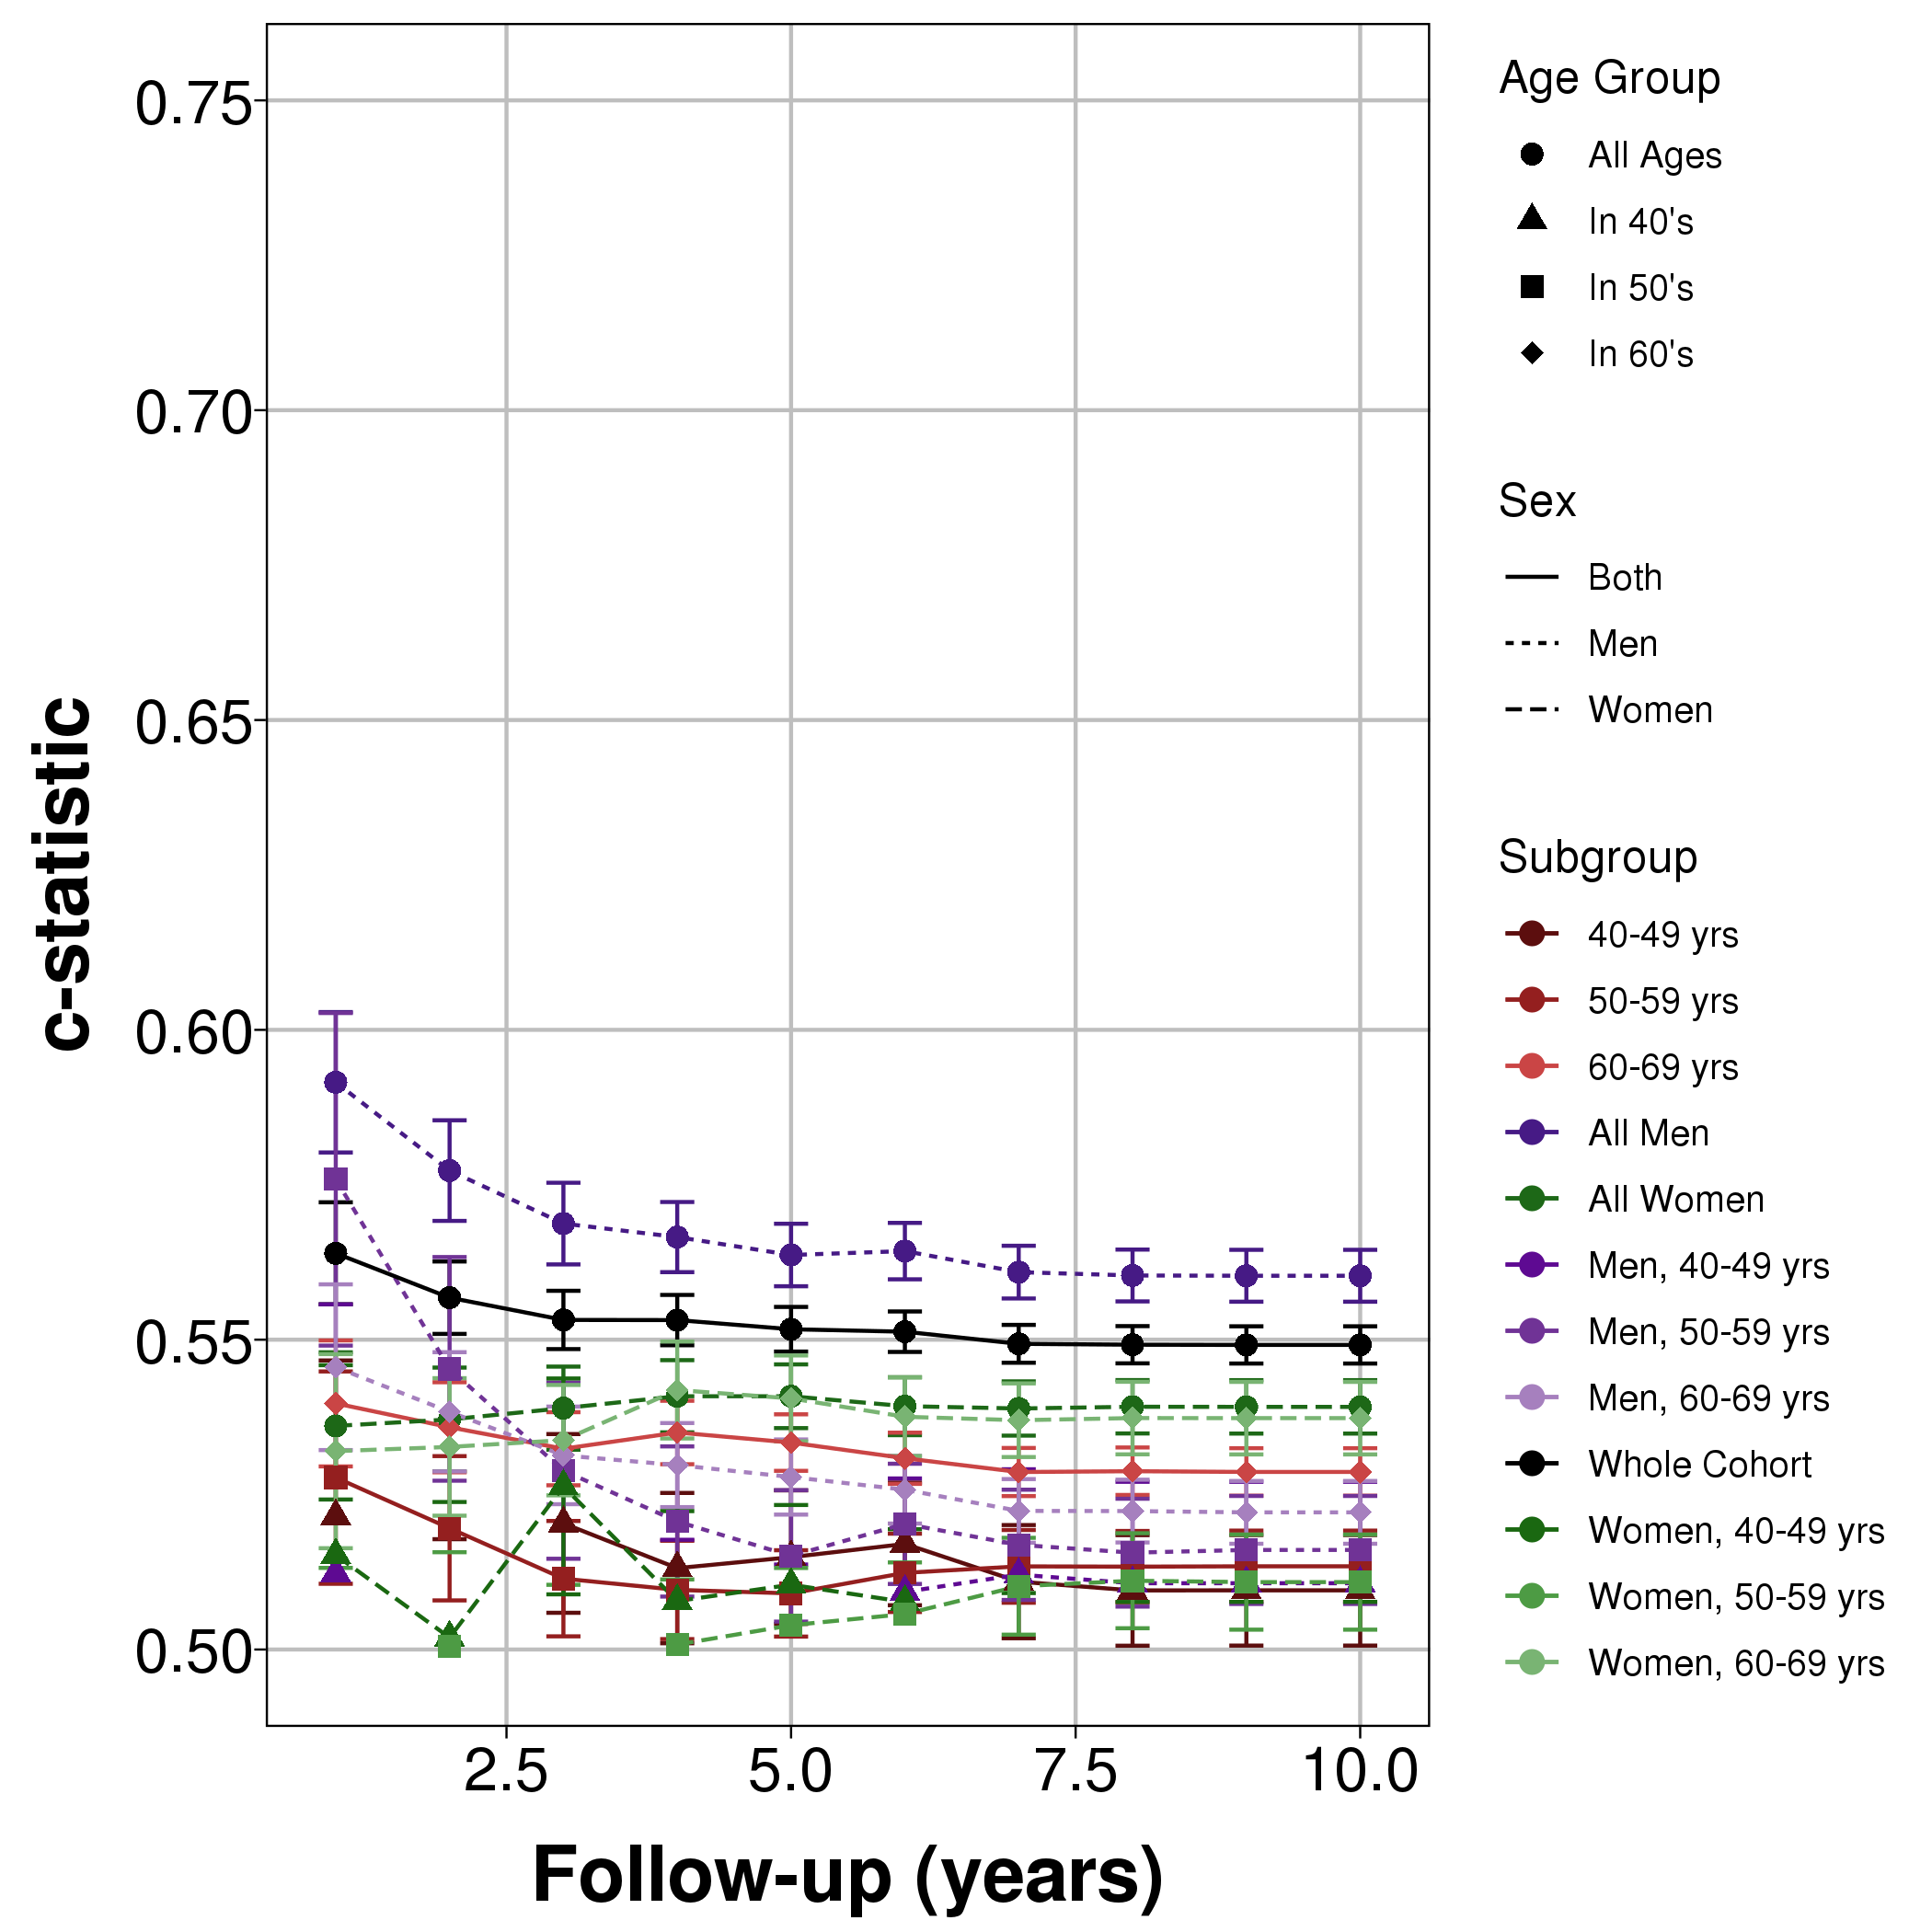 0.75
0.70
0.65
0.60
0.55
0.50
c-statistic
2.5 5.0 7.5 10.0
Follow-up (years)
Age Group
All Ages
In 40's
In 50's
In 60's
Sex
Both
Men
Women
Subgroup
40-49 yrs
50-59 yrs
60-69 yrs
All Men
All Women
Men, 40-49 yrs
Men, 50-59 yrs
Men, 60-69 yrs
Whole Cohort
Women, 40-49 yrs
Women, 50-59 yrs
Women, 60-69 yrs